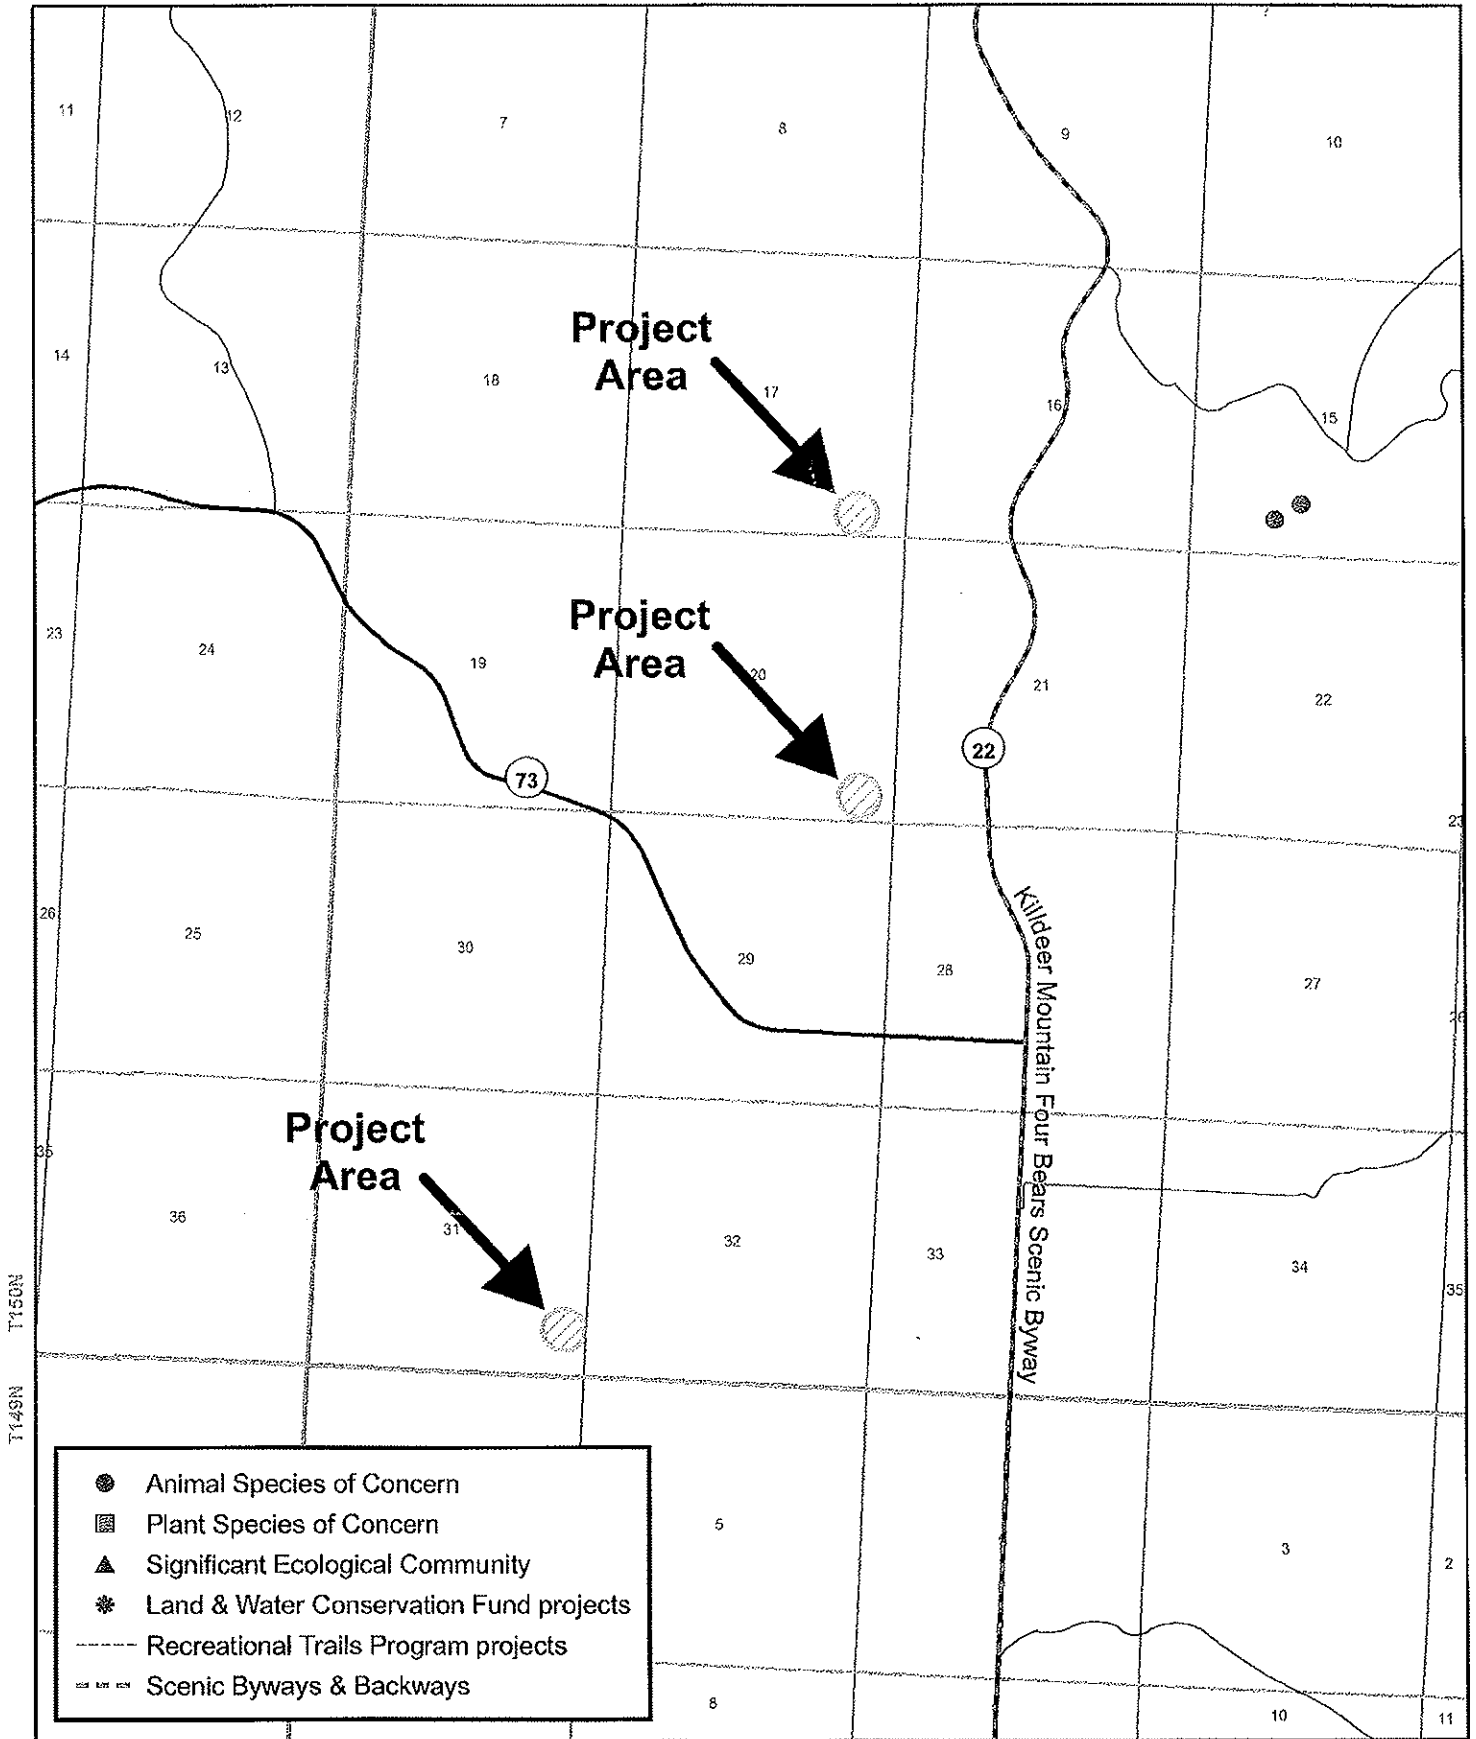 11
12
7
8
9
10
Project
Area
14
13
18
17
16
15
Project
Area
23
24
19
20
21
22
22
73
23
26
25
30
29
28
27
26
Killdeer Mountain Four Bears Scenic Byway
Project
Area
35
36
31
32
33
34
35
T150N
T149N
Animal Species of Concern
Plant Species of Concern
Significant Ecological Community
Land & Water Conservation Fund projects
Recreational Trails Program projects
Scenic Byways & Backways
5
3
2
8
10
11